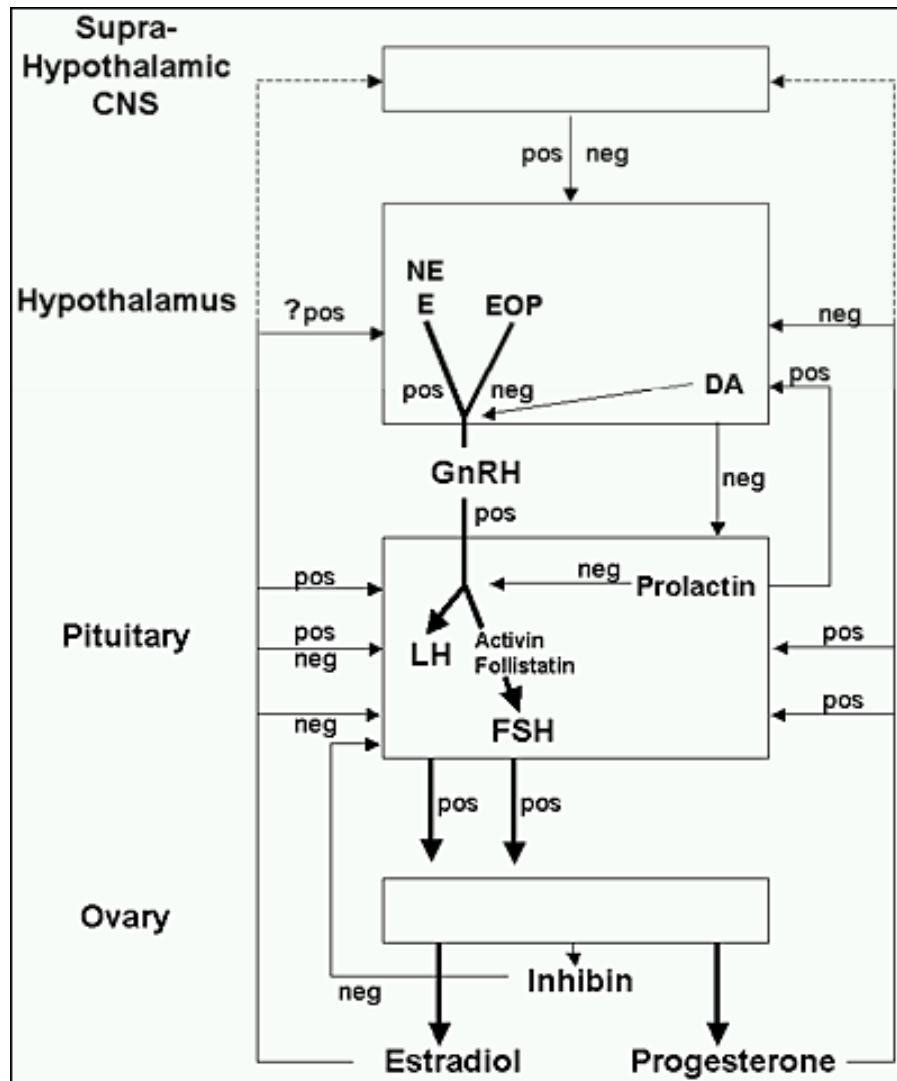 Supra-
Hypothalamic
CNS
pos neg
Hypothalamus
NE
E EOP
?pos
neg
pos neg
DA
pos
GnRH
neg
pos
Pituitary
pos
neg
Prolactin
pos
neg
LH
Activin
Follistatin
pos
neg
FSH
pos
pos pos
Ovary
Inhibin
neg
Estradiol Progesterone